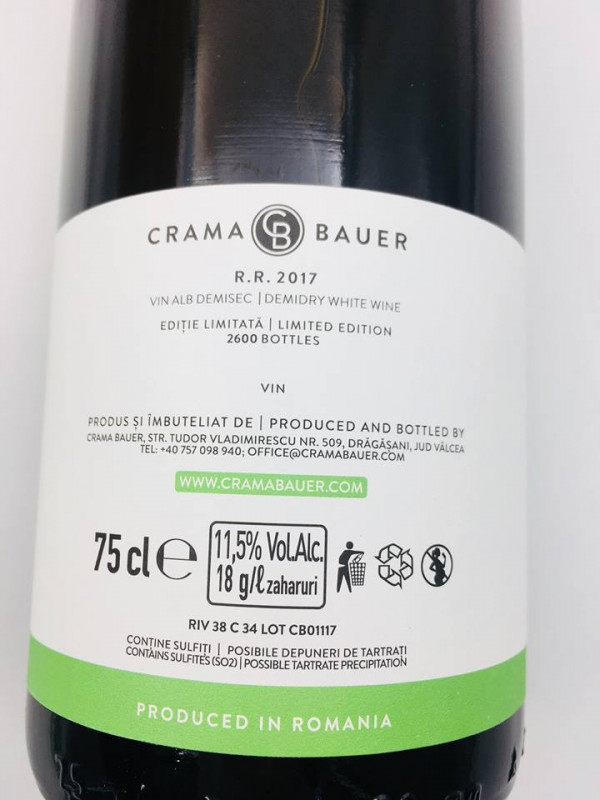 CRAMA CB BAUER
R.R. 2017
VIN ALB DEMISEC | DEMIDRY WHITE WINE
EDIȚIE LIMITATĂ | LIMITED EDITION
2600 BOTTLES
VIN
PRODUS ȘI ÎMBUTELIAT DE | PRODUCED AND BOTTLED BY
CRAMA BAUER, STR. TUDOR VLADIMIRESCU NR. 509, DRĂGĂȘANI, JUD VÂLCEA
TEL: +40 757 098 940; OFFICE@CRAMABAUER.COM
WWW.CRAMABAUER.COM
75 cl ℮
11,5% Vol.Alc.
18 g/ℓ zaharuri
RIV 38 C 34 LOT CB01117
CONȚINE SULFIȚI | POSIBILE DEPUNERI DE TARTRAȚI
CONTAINS SULFITES (SO2) | POSSIBLE TARTRATE PRECIPITATION
PRODUCED IN ROMANIA